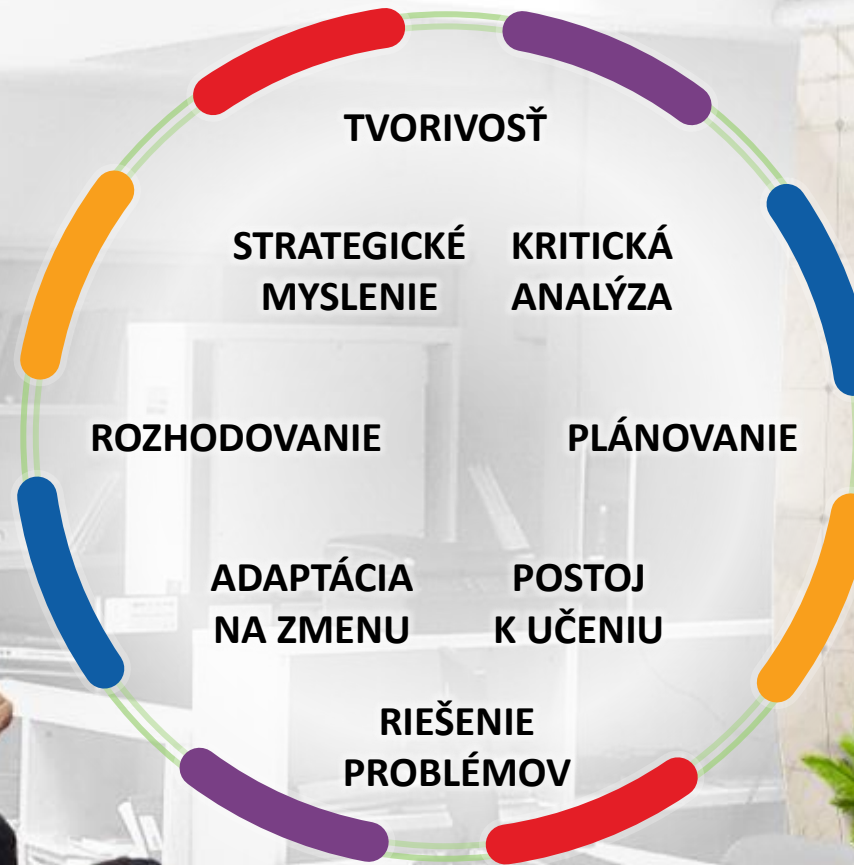 TVORIVOSŤ
STRATEGICKÉ
MYSLENIE
KRITICKÁ
ANALÝZA
ROZHODOVANIE
PLÁNOVANIE
ADAPTÁCIA
NA ZMENU
POSTOJ
K UČENIU
RIEŠENIE
PROBLÉMOV